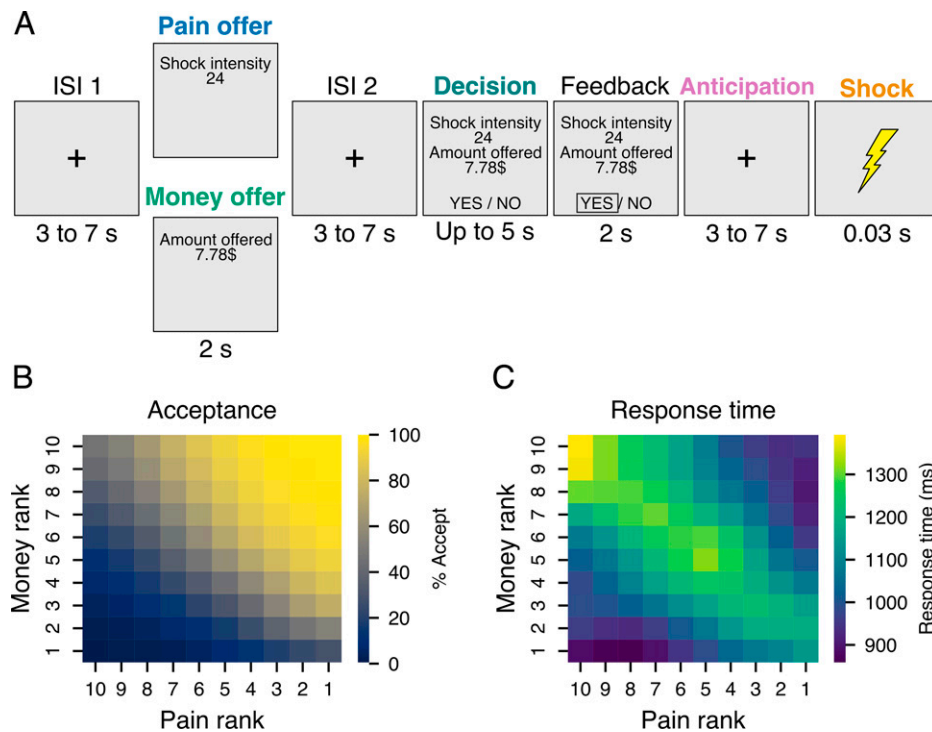 A
Pain offer
Shock intensity
24
ISI 1
+
3 to 7 s
Money offer
Amount offered
7.78$
2 s
ISI 2
+
3 to 7 s
Decision
Shock intensity
24
Amount offered
7.78$
YES / NO
Up to 5 s
Feedback
Shock intensity
24
Amount offered
7.78$
YES / NO
2 s
Anticipation
+
3 to 7 s
Shock
0.03 s
B
Acceptance
Money rank
10
9
8
7
6
5
4
3
2
1
10 9 8 7 6 5 4 3 2 1
Pain rank
100
80
60
40
20
0
% Accept
C
Response time
Money rank
10
9
8
7
6
5
4
3
2
1
10 9 8 7 6 5 4 3 2 1
Pain rank
1300
1200
1100
1000
900
Response time (ms)